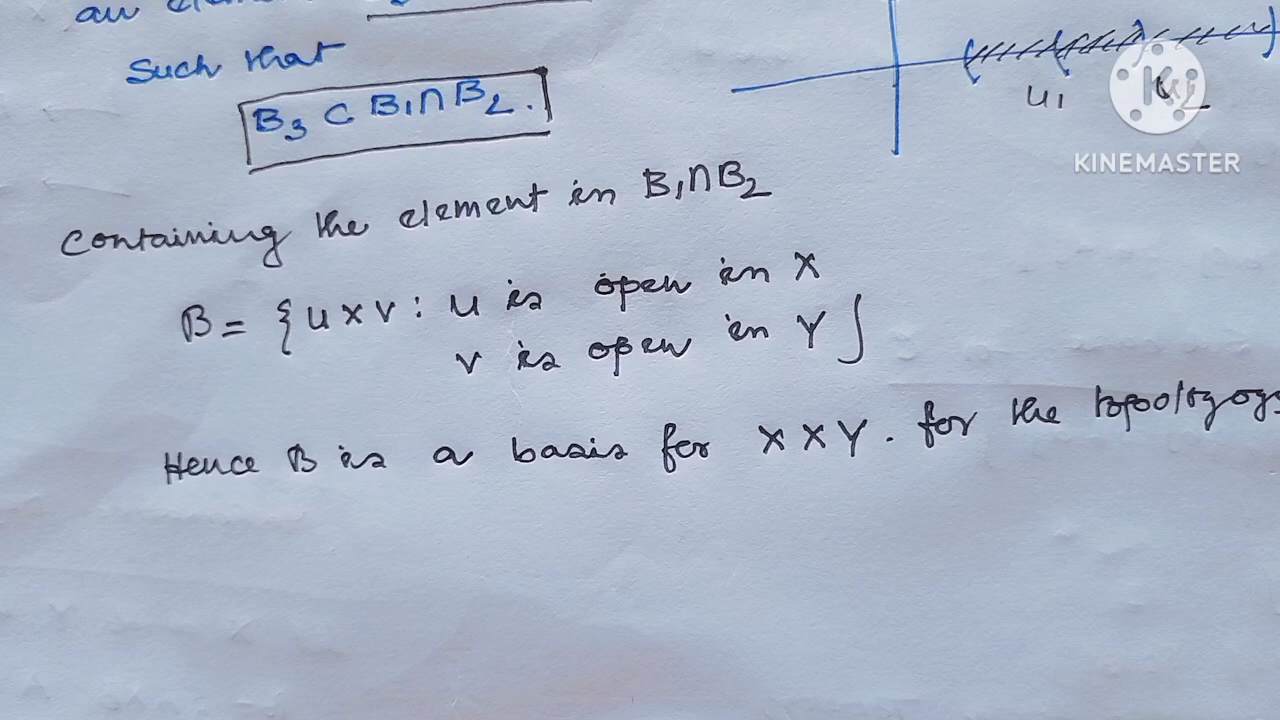 an
Such that
B₃ ⊂ B₁∩B₂.
U₁
KINEMASTER
Containing the element in B₁∩B₂
B = {U×V : U is open in X
V is open in Y}
Hence B is a basis for X×Y. for the